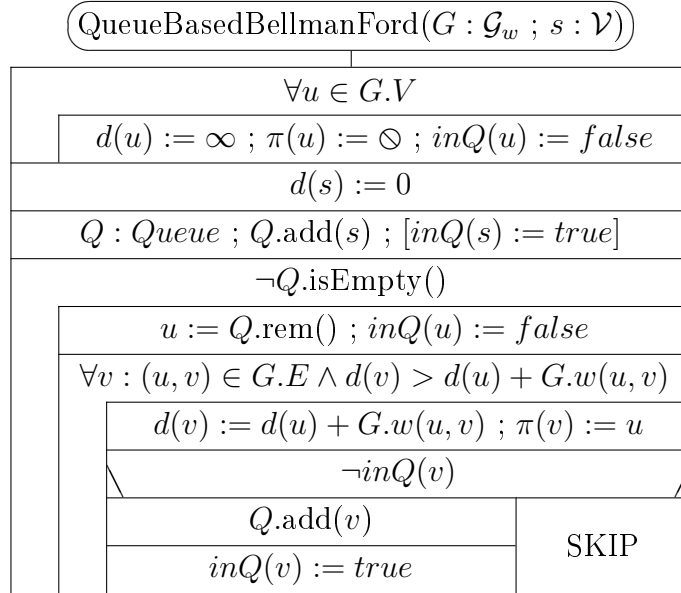 QueueBasedBellmanFord(G : 𝒢_w ; s : 𝒱)
∀u ∈ G.V
d(u) := ∞ ; π(u) := ⦸ ; inQ(u) := false
d(s) := 0
Q : Queue ; Q.add(s) ; [inQ(s) := true]
¬Q.isEmpty()
u := Q.rem() ; inQ(u) := false
∀v : (u, v) ∈ G.E ∧ d(v) > d(u) + G.w(u, v)
d(v) := d(u) + G.w(u, v) ; π(v) := u
¬inQ(v)
Q.add(v)
SKIP
inQ(v) := true